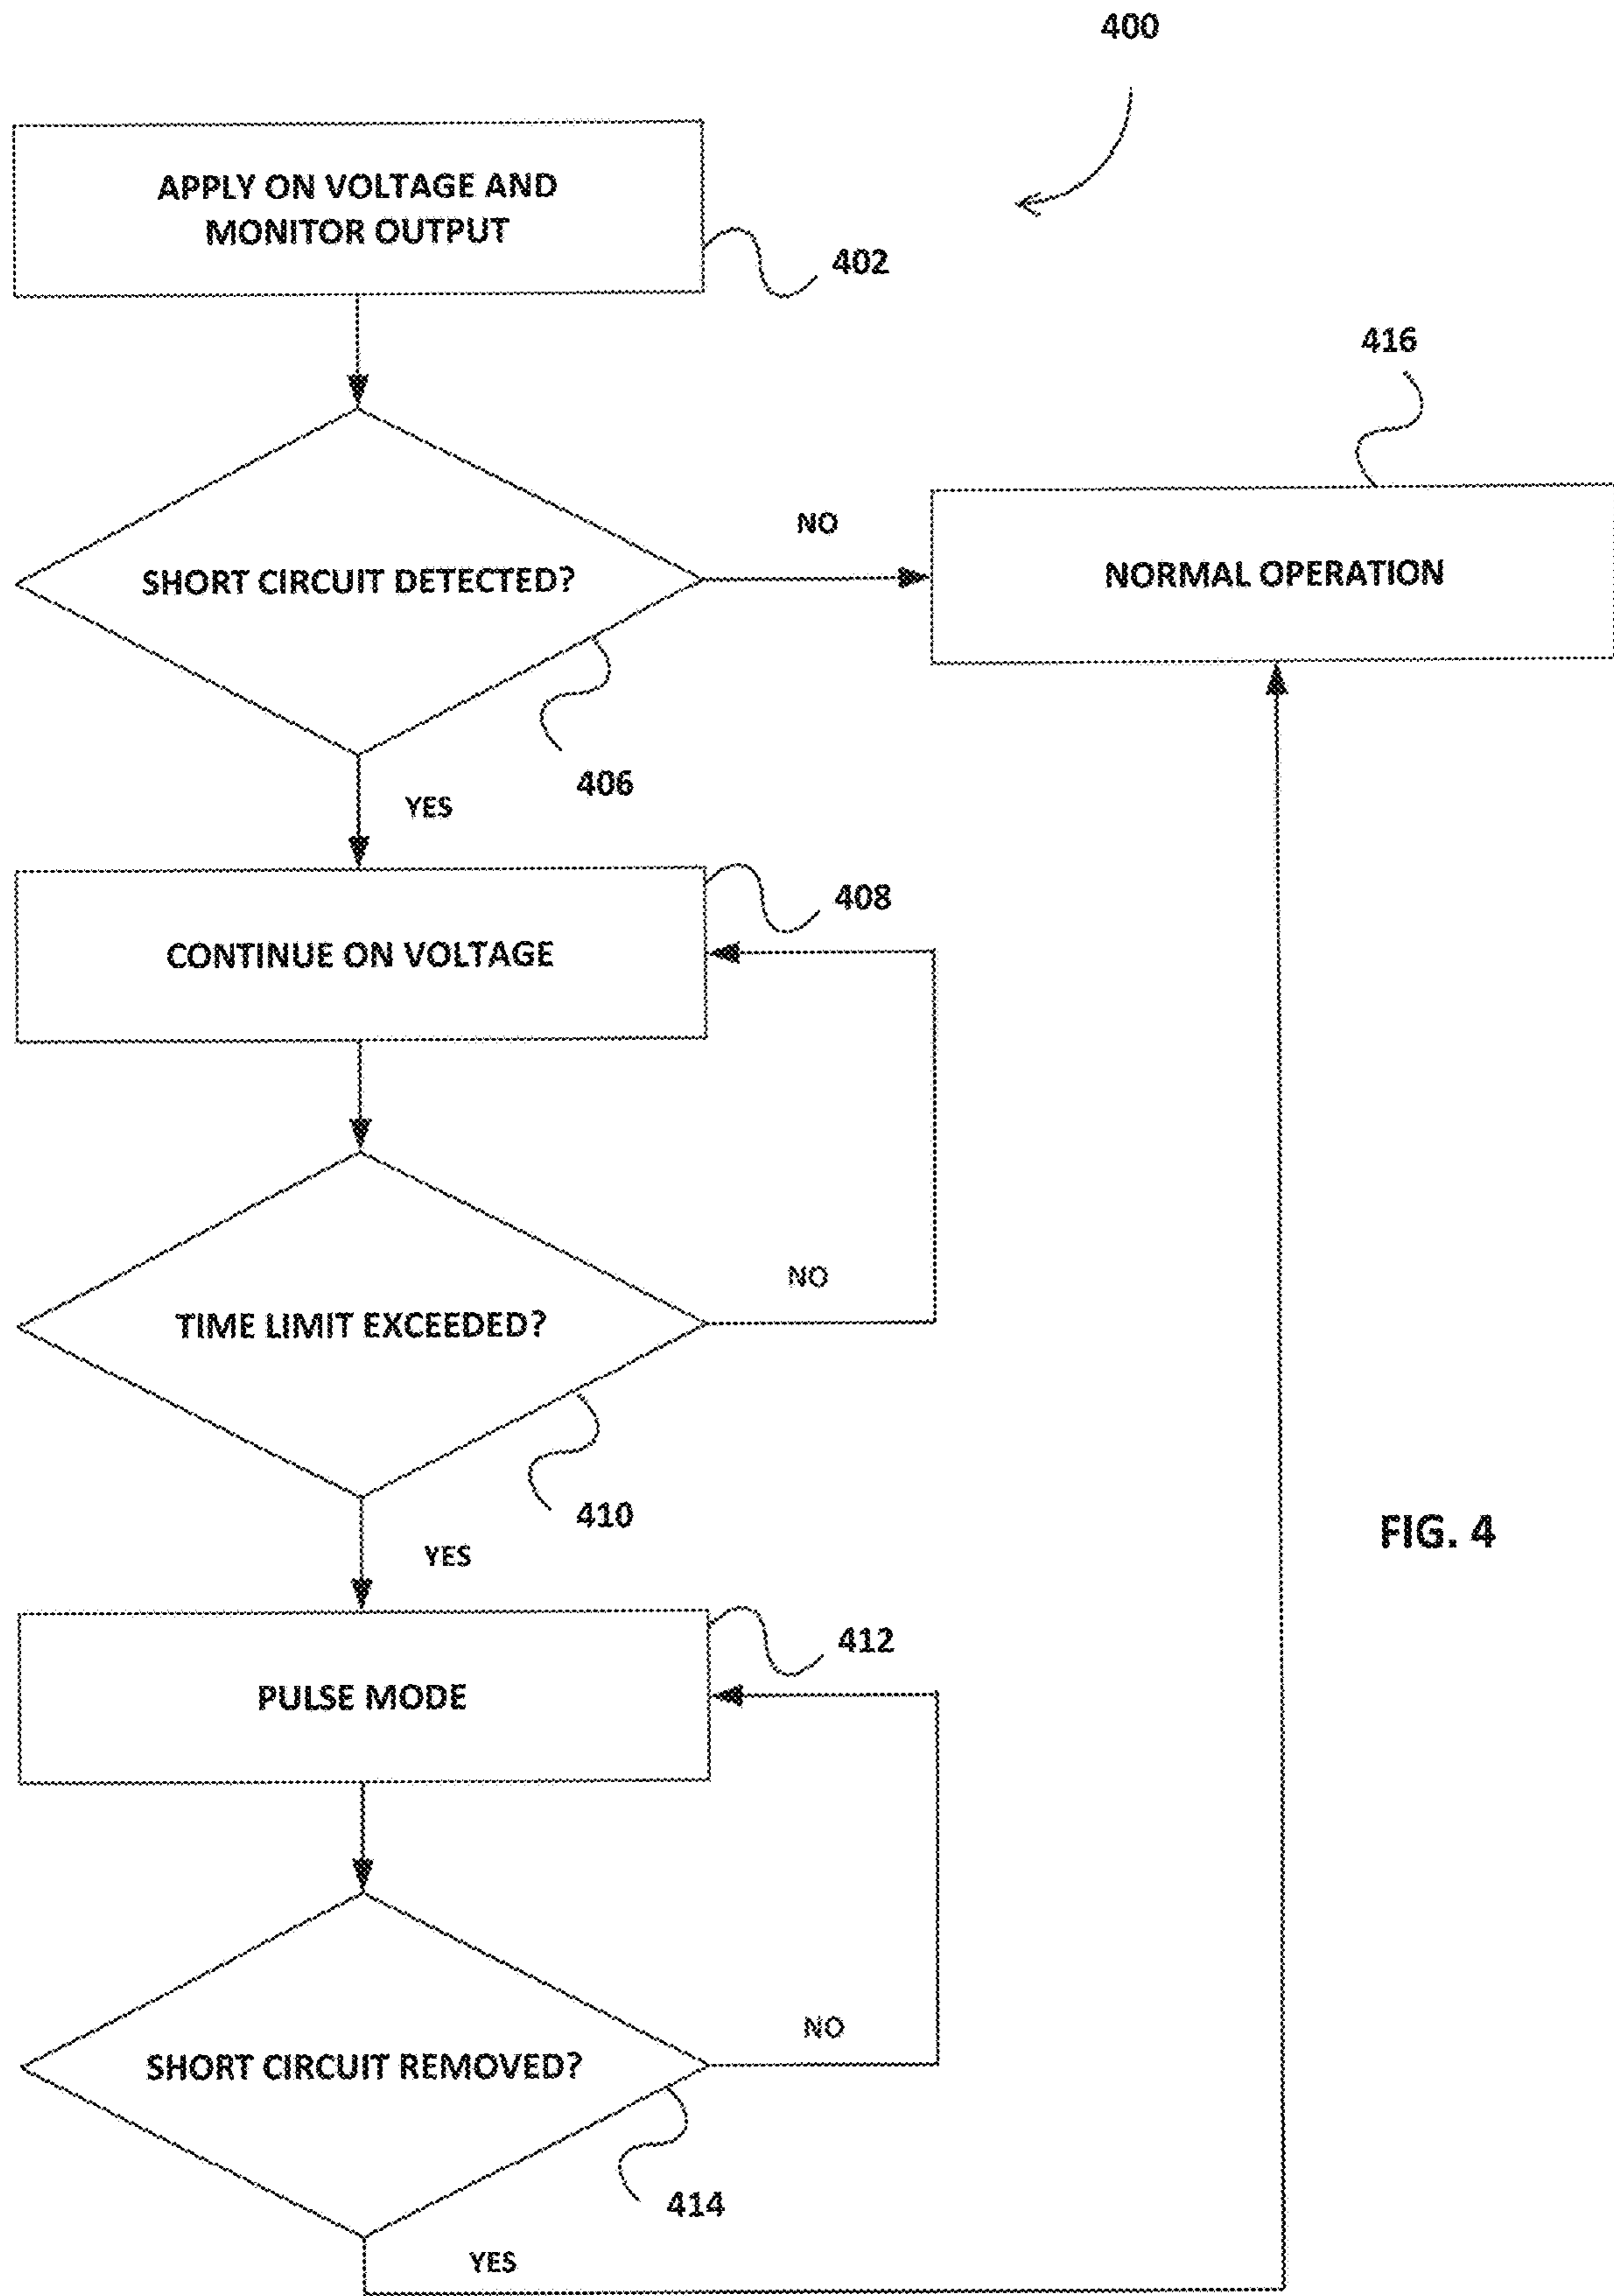 400
APPLY ON VOLTAGE AND
MONITOR OUTPUT
402
416
NO
SHORT CIRCUIT DETECTED?
NORMAL OPERATION
406
YES
408
CONTINUE ON VOLTAGE
NO
TIME LIMIT EXCEEDED?
410
FIG. 4
YES
412
PULSE MODE
NO
SHORT CIRCUIT REMOVED?
414
YES